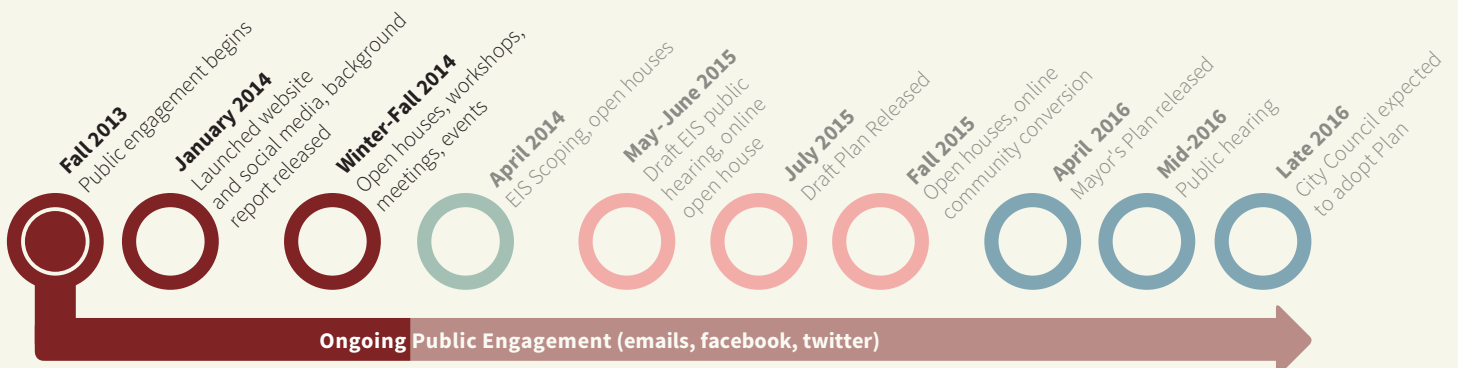 Fall 2013
Public engagement begins
January 2014
Launched website
and social media, background
report released
Winter-Fall 2014
Open houses, workshops,
meetings, events
April 2014
EIS Scoping, open houses
May- June 2015
Draft EIS public
hearing, online
open house
July 2015
Draft Plan Released
Fall 2015
Open houses, online
community conversion
April 2016
Mayor's Plan released
Mid-2016
Public hearing
Late 2016
City Council expected
to adopt Plan
Ongoing Public Engagement (emails, facebook, twitter)